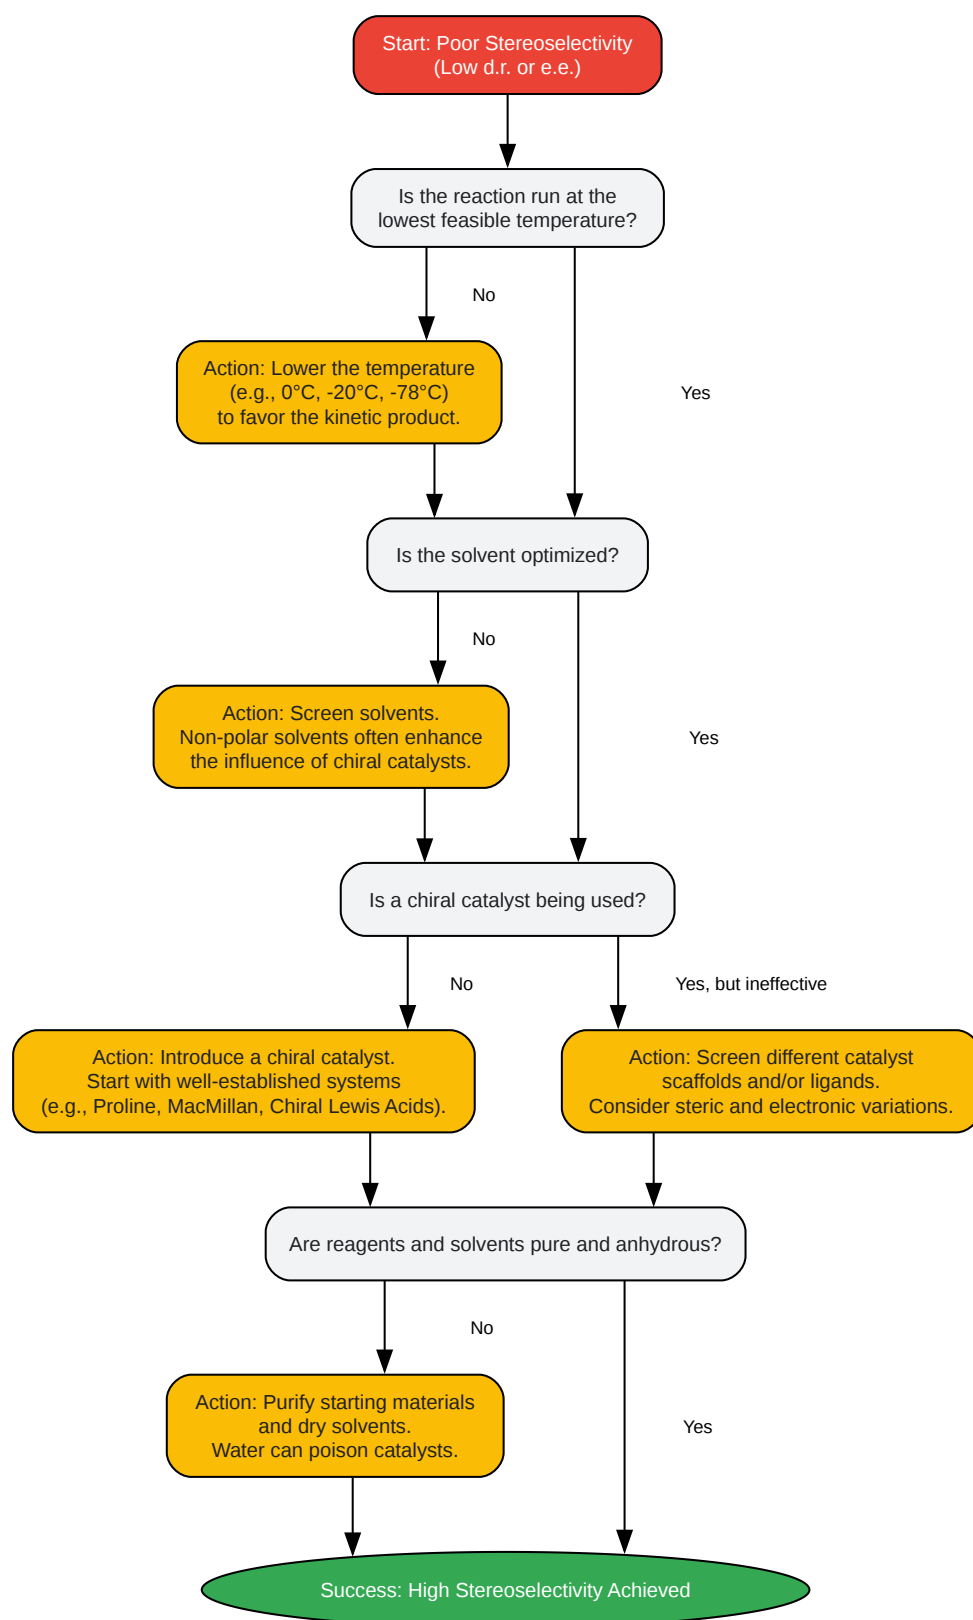 Start: Poor Stereoselectivity
(Low d.r. or e.e.)
Is the reaction run at the
lowest feasible temperature?
No
Action: Lower the temperature
(e.g., 0°C, -20°C, -78°C)
to favor the kinetic product.
Yes
Is the solvent optimized?
No
Action: Screen solvents.
Non-polar solvents often enhance
the influence of chiral catalysts.
Yes
Is a chiral catalyst being used?
No
Yes, but ineffective
Action: Introduce a chiral catalyst.
Start with well-established systems
(e.g., Proline, MacMillan, Chiral Lewis Acids).
Action: Screen different catalyst
scaffolds and/or ligands.
Consider steric and electronic variations.
Are reagents and solvents pure and anhydrous?
No
Action: Purify starting materials
and dry solvents.
Water can poison catalysts.
Yes
Success: High Stereoselectivity Achieved